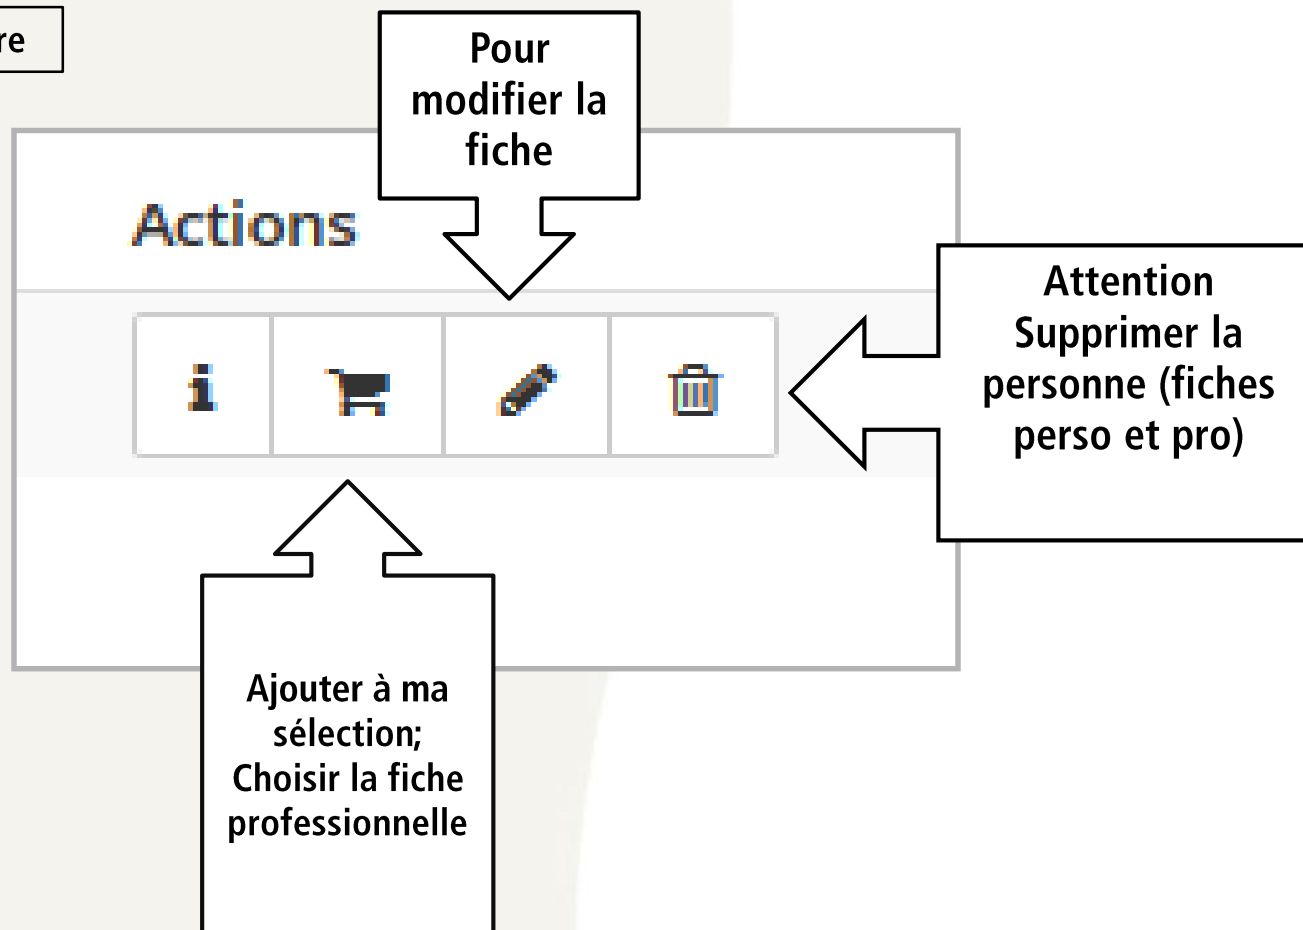 re
Pour
modifier la
fiche
Actions
Attention
Supprimer la
personne (fiches
perso et pro)
Ajouter à ma
sélection;
Choisir la fiche
professionnelle